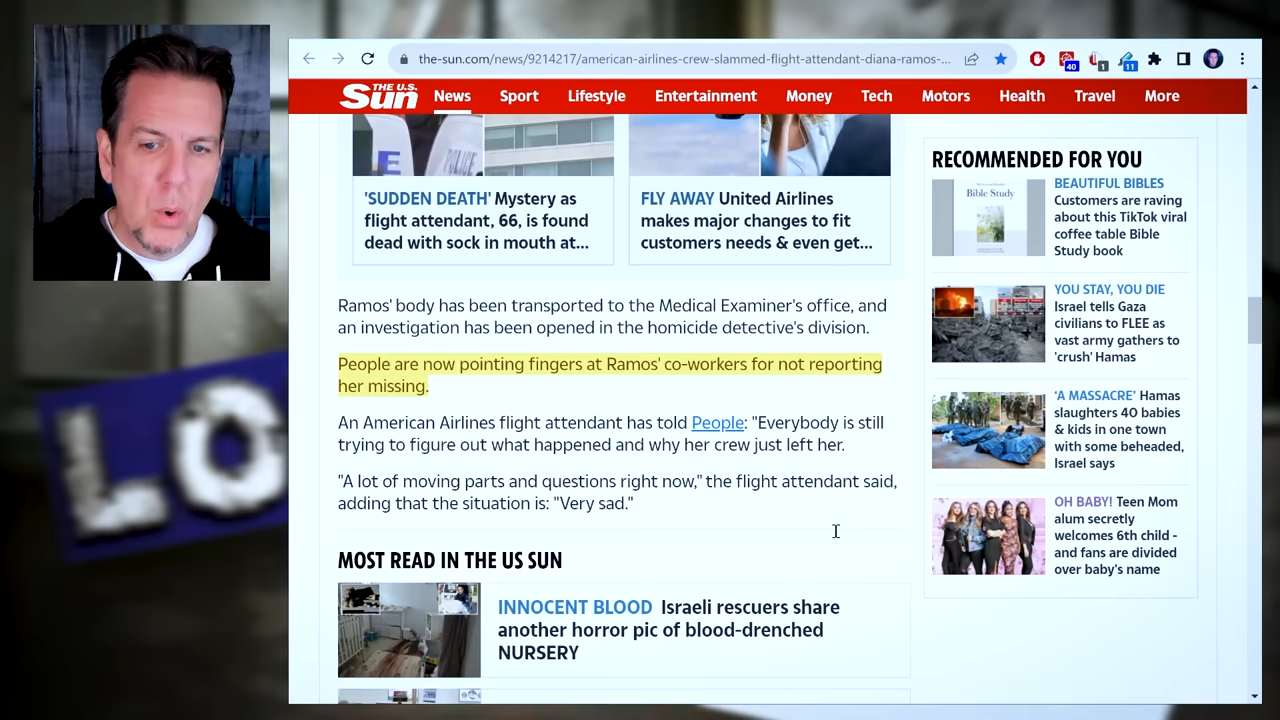 the-sun.com/news/9214217/american-airlines-crew-slammed-flight-attendant-diana-ramos-...
40
1
11
THE U.S.
Sun
News
Sport
Lifestyle
Entertainment
Money
Tech
Motors
Health
Travel
More
E
POLICE
'SUDDEN DEATH' Mystery as
flight attendant, 66, is found
dead with sock in mouth at...
FLY AWAY United Airlines
makes major changes to fit
customers needs & even get...
Ramos' body has been transported to the Medical Examiner's office, and
an investigation has been opened in the homicide detective's division.
People are now pointing fingers at Ramos' co-workers for not reporting
her missing.
An American Airlines flight attendant has told People: "Everybody is still
trying to figure out what happened and why her crew just left her.
"A lot of moving parts and questions right now," the flight attendant said,
adding that the situation is: "Very sad."
MOST READ IN THE US SUN
INNOCENT BLOOD Israeli rescuers share
another horror pic of blood-drenched
NURSERY
RECOMMENDED FOR YOU
Bible Study
BEAUTIFUL BIBLES
Customers are raving
about this TikTok viral
coffee table Bible
Study book
YOU STAY, YOU DIE
Israel tells Gaza
civilians to FLEE as
vast army gathers to
'crush' Hamas
'A MASSACRE' Hamas
slaughters 40 babies
& kids in one town
with some beheaded,
Israel says
OH BABY! Teen Mom
alum secretly
welcomes 6th child -
and fans are divided
over baby's name
LO